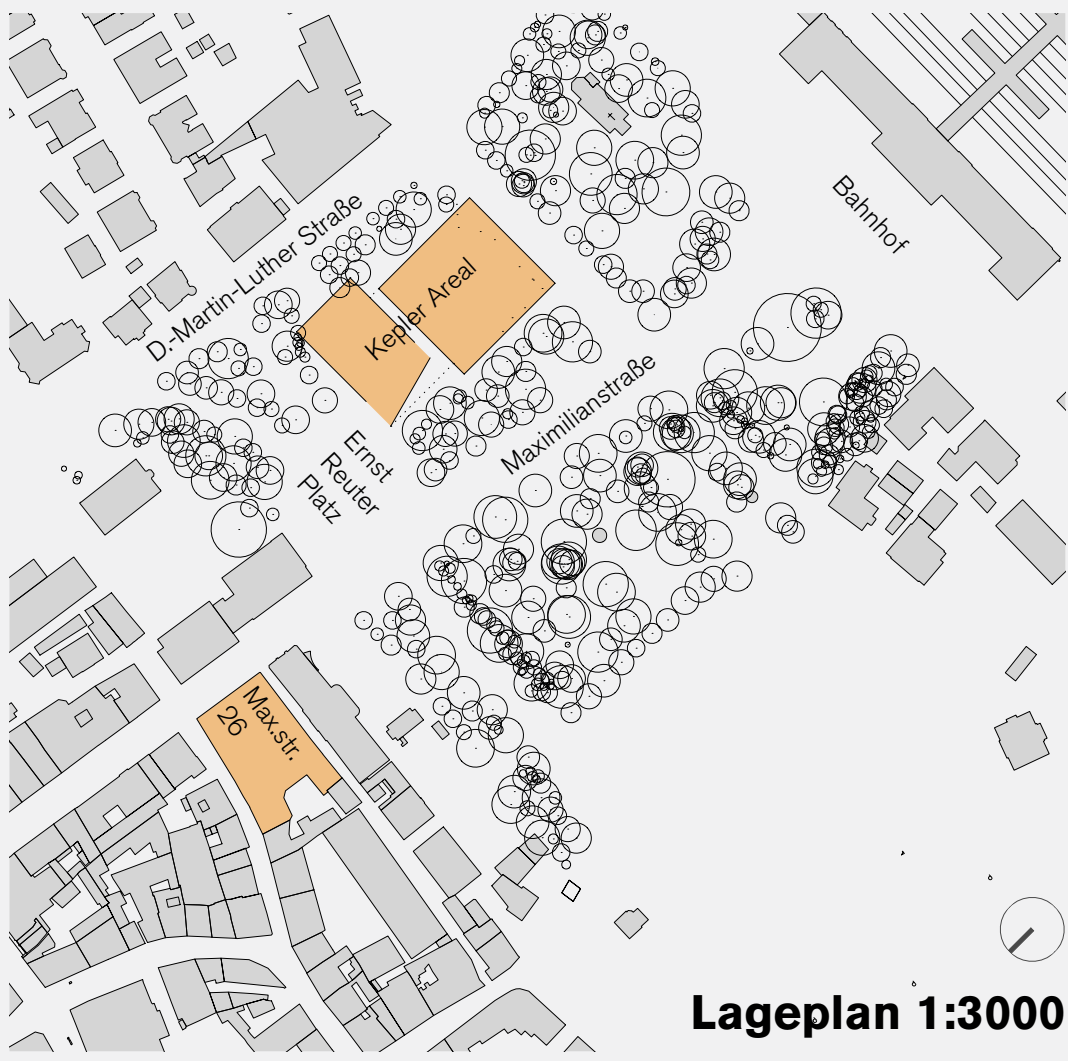 Bahnhof
D.-Martin-Luther Straße
Kepler Areal
Maximilianstraße
Ernst
Reuter
Platz
Max.str.
26
Lageplan 1:3000